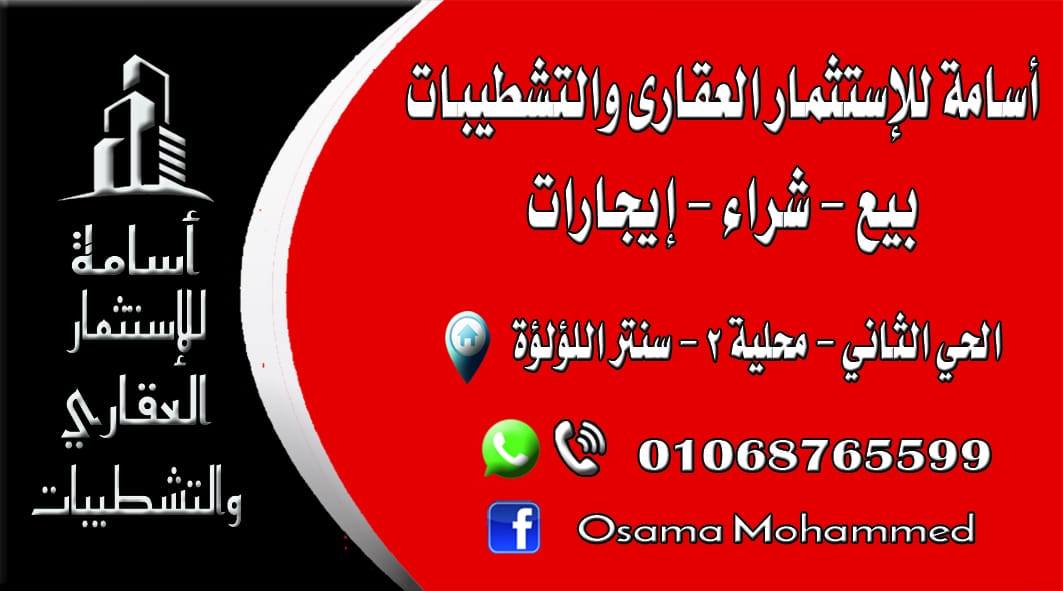 أسامة للإستثمار العقارى والتشطيبات
بيع - شراء - إيجارات
الحي الثاني - محلية ٢ - سنتر اللؤلؤة
01068765599
Osama Mohammed
أسامة
للإستثمار
العقاري
والتشطيبات